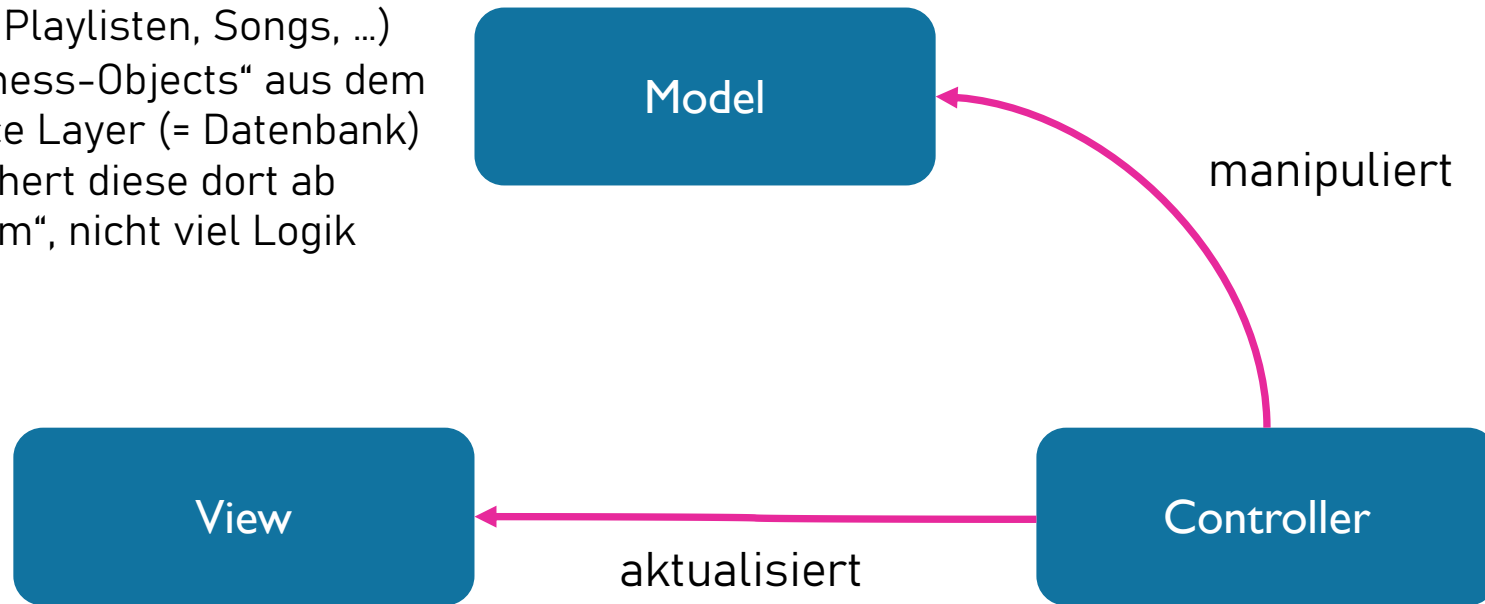 Playlisten, Songs, …)
ness-Objects“ aus dem
ce Layer (= Datenbank)
hert diese dort ab
m“, nicht viel Logik
Model
manipuliert
View
aktualisiert
Controller